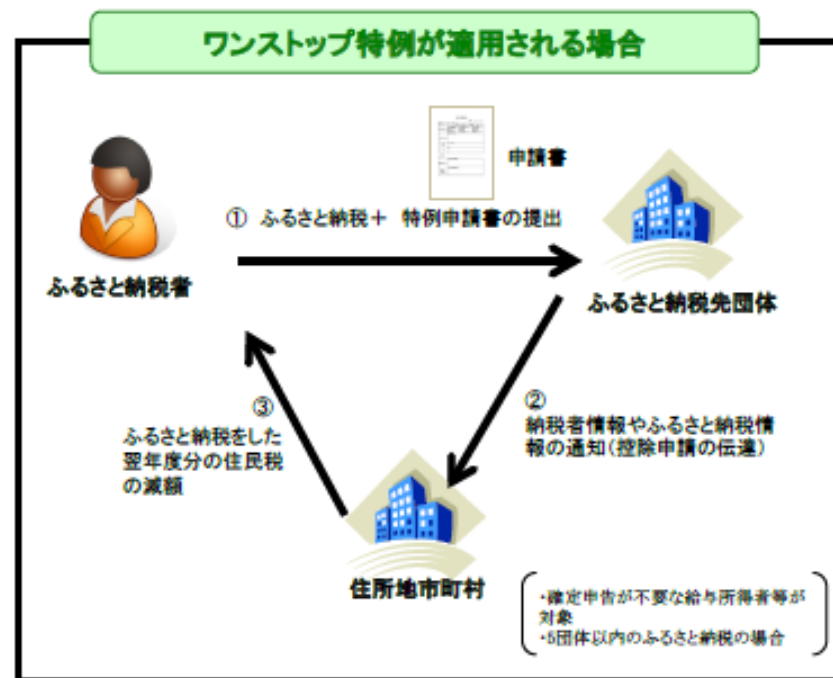 ワンストップ特例が適用される場合
申請書
① ふるさと納税＋ 特例申請書の提出
ふるさと納税者
ふるさと納税先団体
②
納税者情報やふるさと納税情
報の通知(控除申請の伝達)
③
ふるさと納税をした
翌年度分の住民税
の減額
住所地市町村
・確定申告が不要な給与所得者等が
対象
・5団体以内のふるさと納税の場合